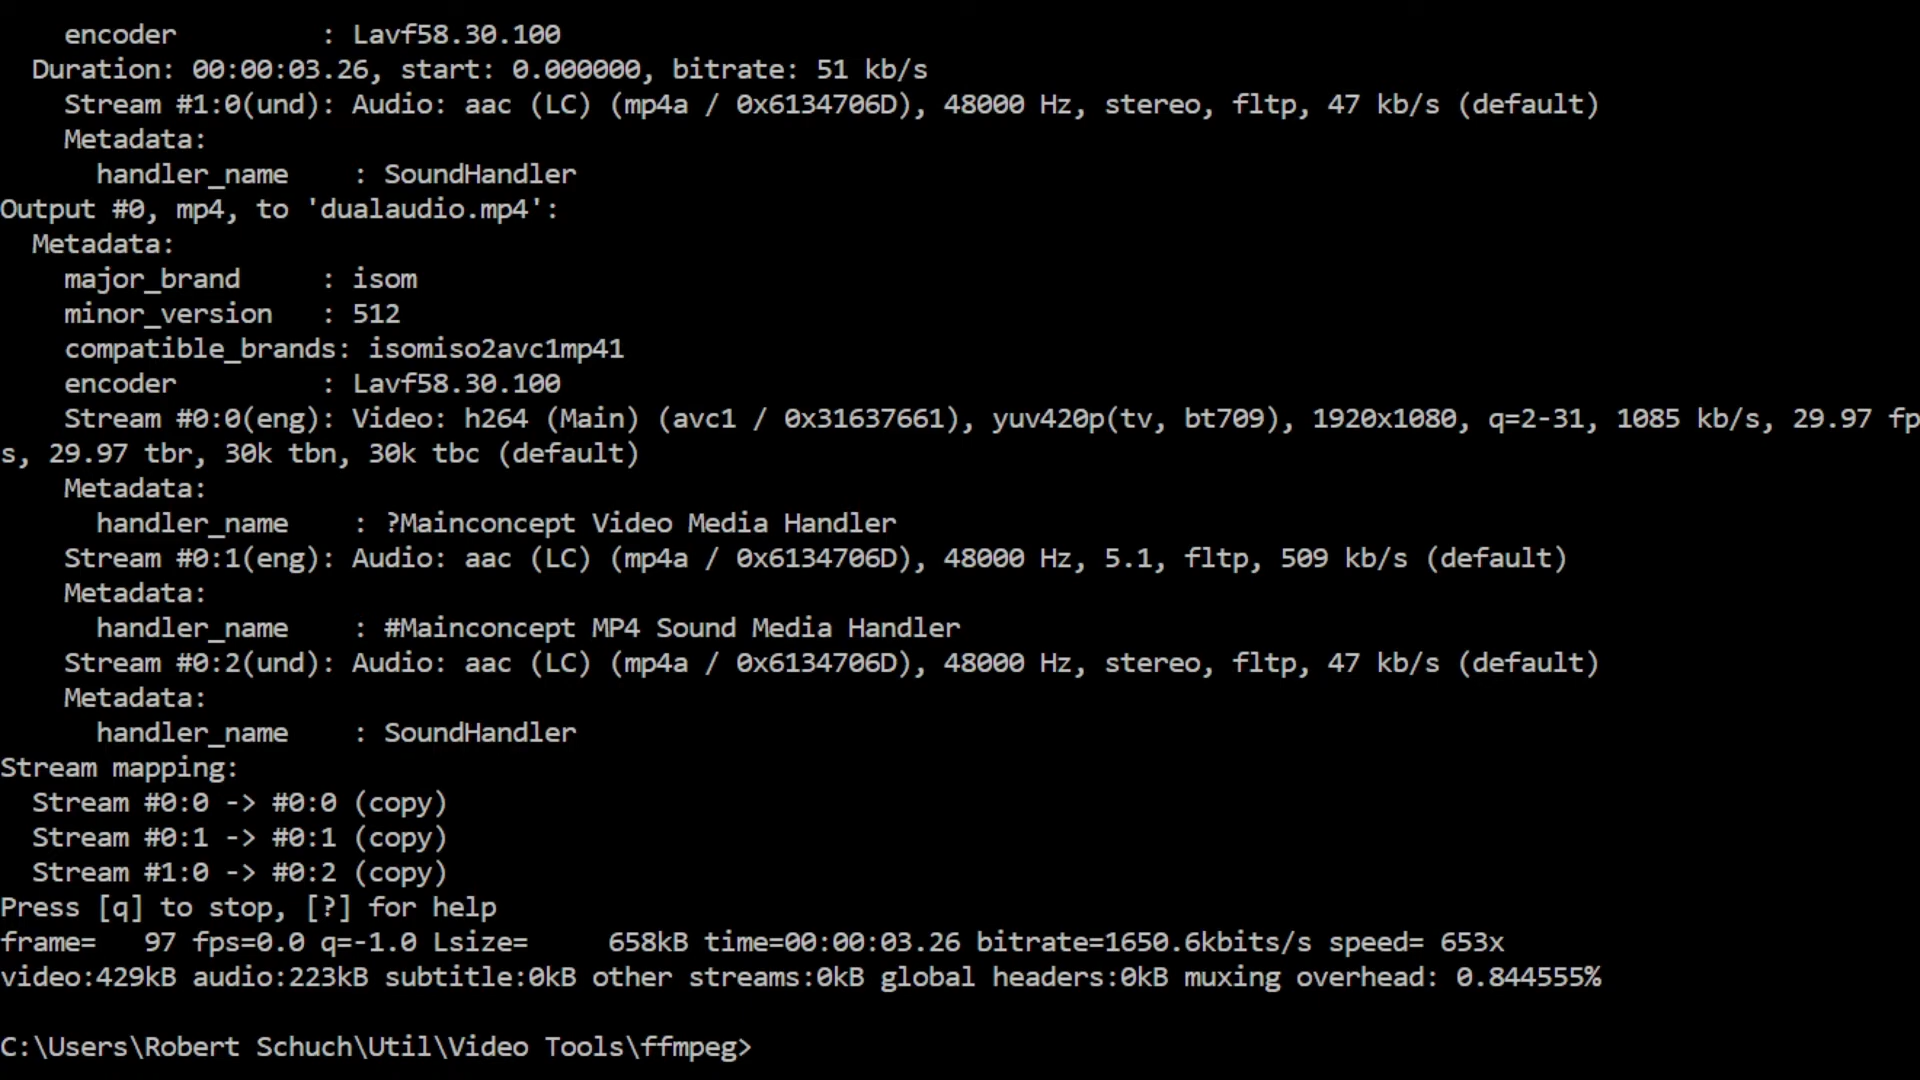 encoder         : Lavf58.30.100
Duration: 00:00:03.26, start: 0.000000, bitrate: 51 kb/s
Stream #1:0(und): Audio: aac (LC) (mp4a / 0x6134706D), 48000 Hz, stereo, fltp, 47 kb/s (default)
Metadata:
handler_name    : SoundHandler
Output #0, mp4, to 'dualaudio.mp4':
Metadata:
major_brand     : isom
minor_version   : 512
compatible_brands: isomiso2avc1mp41
encoder         : Lavf58.30.100
Stream #0:0(eng): Video: h264 (Main) (avc1 / 0x31637661), yuv420p(tv, bt709), 1920x1080, q=2-31, 1085 kb/s, 29.97 fp
s, 29.97 tbr, 30k tbn, 30k tbc (default)
Metadata:
handler_name    : ?Mainconcept Video Media Handler
Stream #0:1(eng): Audio: aac (LC) (mp4a / 0x6134706D), 48000 Hz, 5.1, fltp, 509 kb/s (default)
Metadata:
handler_name    : #Mainconcept MP4 Sound Media Handler
Stream #0:2(und): Audio: aac (LC) (mp4a / 0x6134706D), 48000 Hz, stereo, fltp, 47 kb/s (default)
Metadata:
handler_name    : SoundHandler
Stream mapping:
Stream #0:0 -> #0:0 (copy)
Stream #0:1 -> #0:1 (copy)
Stream #1:0 -> #0:2 (copy)
Press [q] to stop, [?] for help
frame=   97 fps=0.0 q=-1.0 Lsize=     658kB time=00:00:03.26 bitrate=1650.6kbits/s speed= 653x
video:429kB audio:223kB subtitle:0kB other streams:0kB global headers:0kB muxing overhead: 0.844555%
C:\Users\Robert Schuch\Util\Video Tools\ffmpeg>